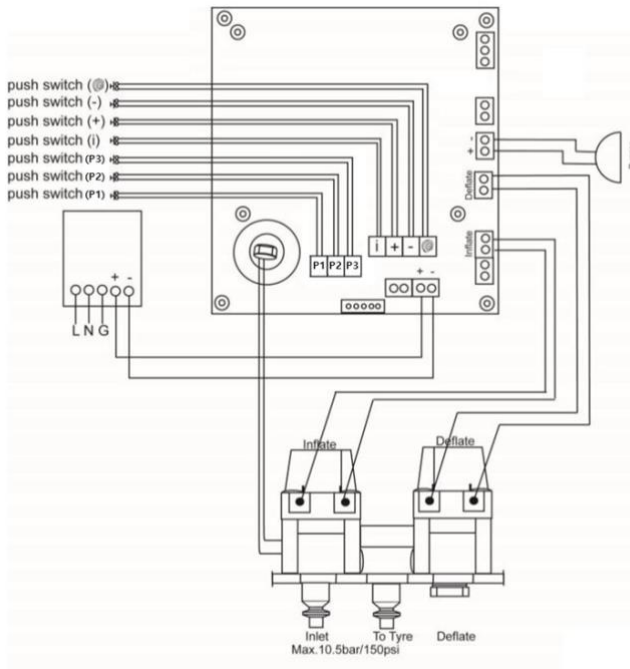 push switch (@)
push switch (-)
push switch (+)
push switch (i)
push switch (P3)
push switch (P2)
push switch (P1)
- +
Deflate
Inflate
i + - @
P1 P2 P3
+ -
+ -
L N G
Inflate
Deflate
Inlet
To Tyre
Deflate
Max.10.5bar/150psi